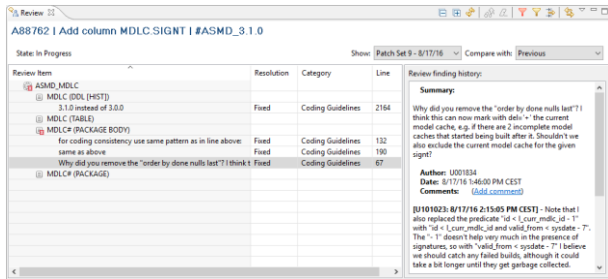 Review
A88762 | Add column MDLC.SIGNT | #ASMD_3.1.0
State: In Progress
Show: Patch Set 9 - 8/17/16 Compare with: Previous
Review Item Resolution Category Line
ASMD_MDLC
MDLC (DDL [HIST])
3.1.0 instead of 3.0.0 Fixed Coding Guidelines 2164
MDLC (TABLE)
MDLC# (PACKAGE BODY)
for coding consistency use same pattern as in line above: Fixed Coding Guidelines 132
same as above Fixed Coding Guidelines 190
Why did you remove the "order by done nulls last"? I think t Fixed Coding Guidelines 67
MDLC# (PACKAGE)
Review finding history:
Summary:
Why did you remove the "order by done nulls last"? I
think this can now mark with del='+' the current
model cache, e.g. if there are 2 incomplete model
caches that started being built after it. Shouldn't we
also exclude the current model cache for the given
signt?
Author: U001834
Date: 8/17/16 1:46:00 PM CEST
Comments: (Add comment)
[U101023: 8/17/16 2:15:05 PM CEST] - Note that I
also replaced the predicate "id < l_curr_mdlc_id - 1"
with "id < l_curr_mdlc_id and valid_from < sysdate - 7".
The "- 1" doesn't help very much in the presence of
signatures, so with "valid_from < sysdate - 7" I believe
we should catch any failed builds, although it could
take a bit longer until they get garbage collected.